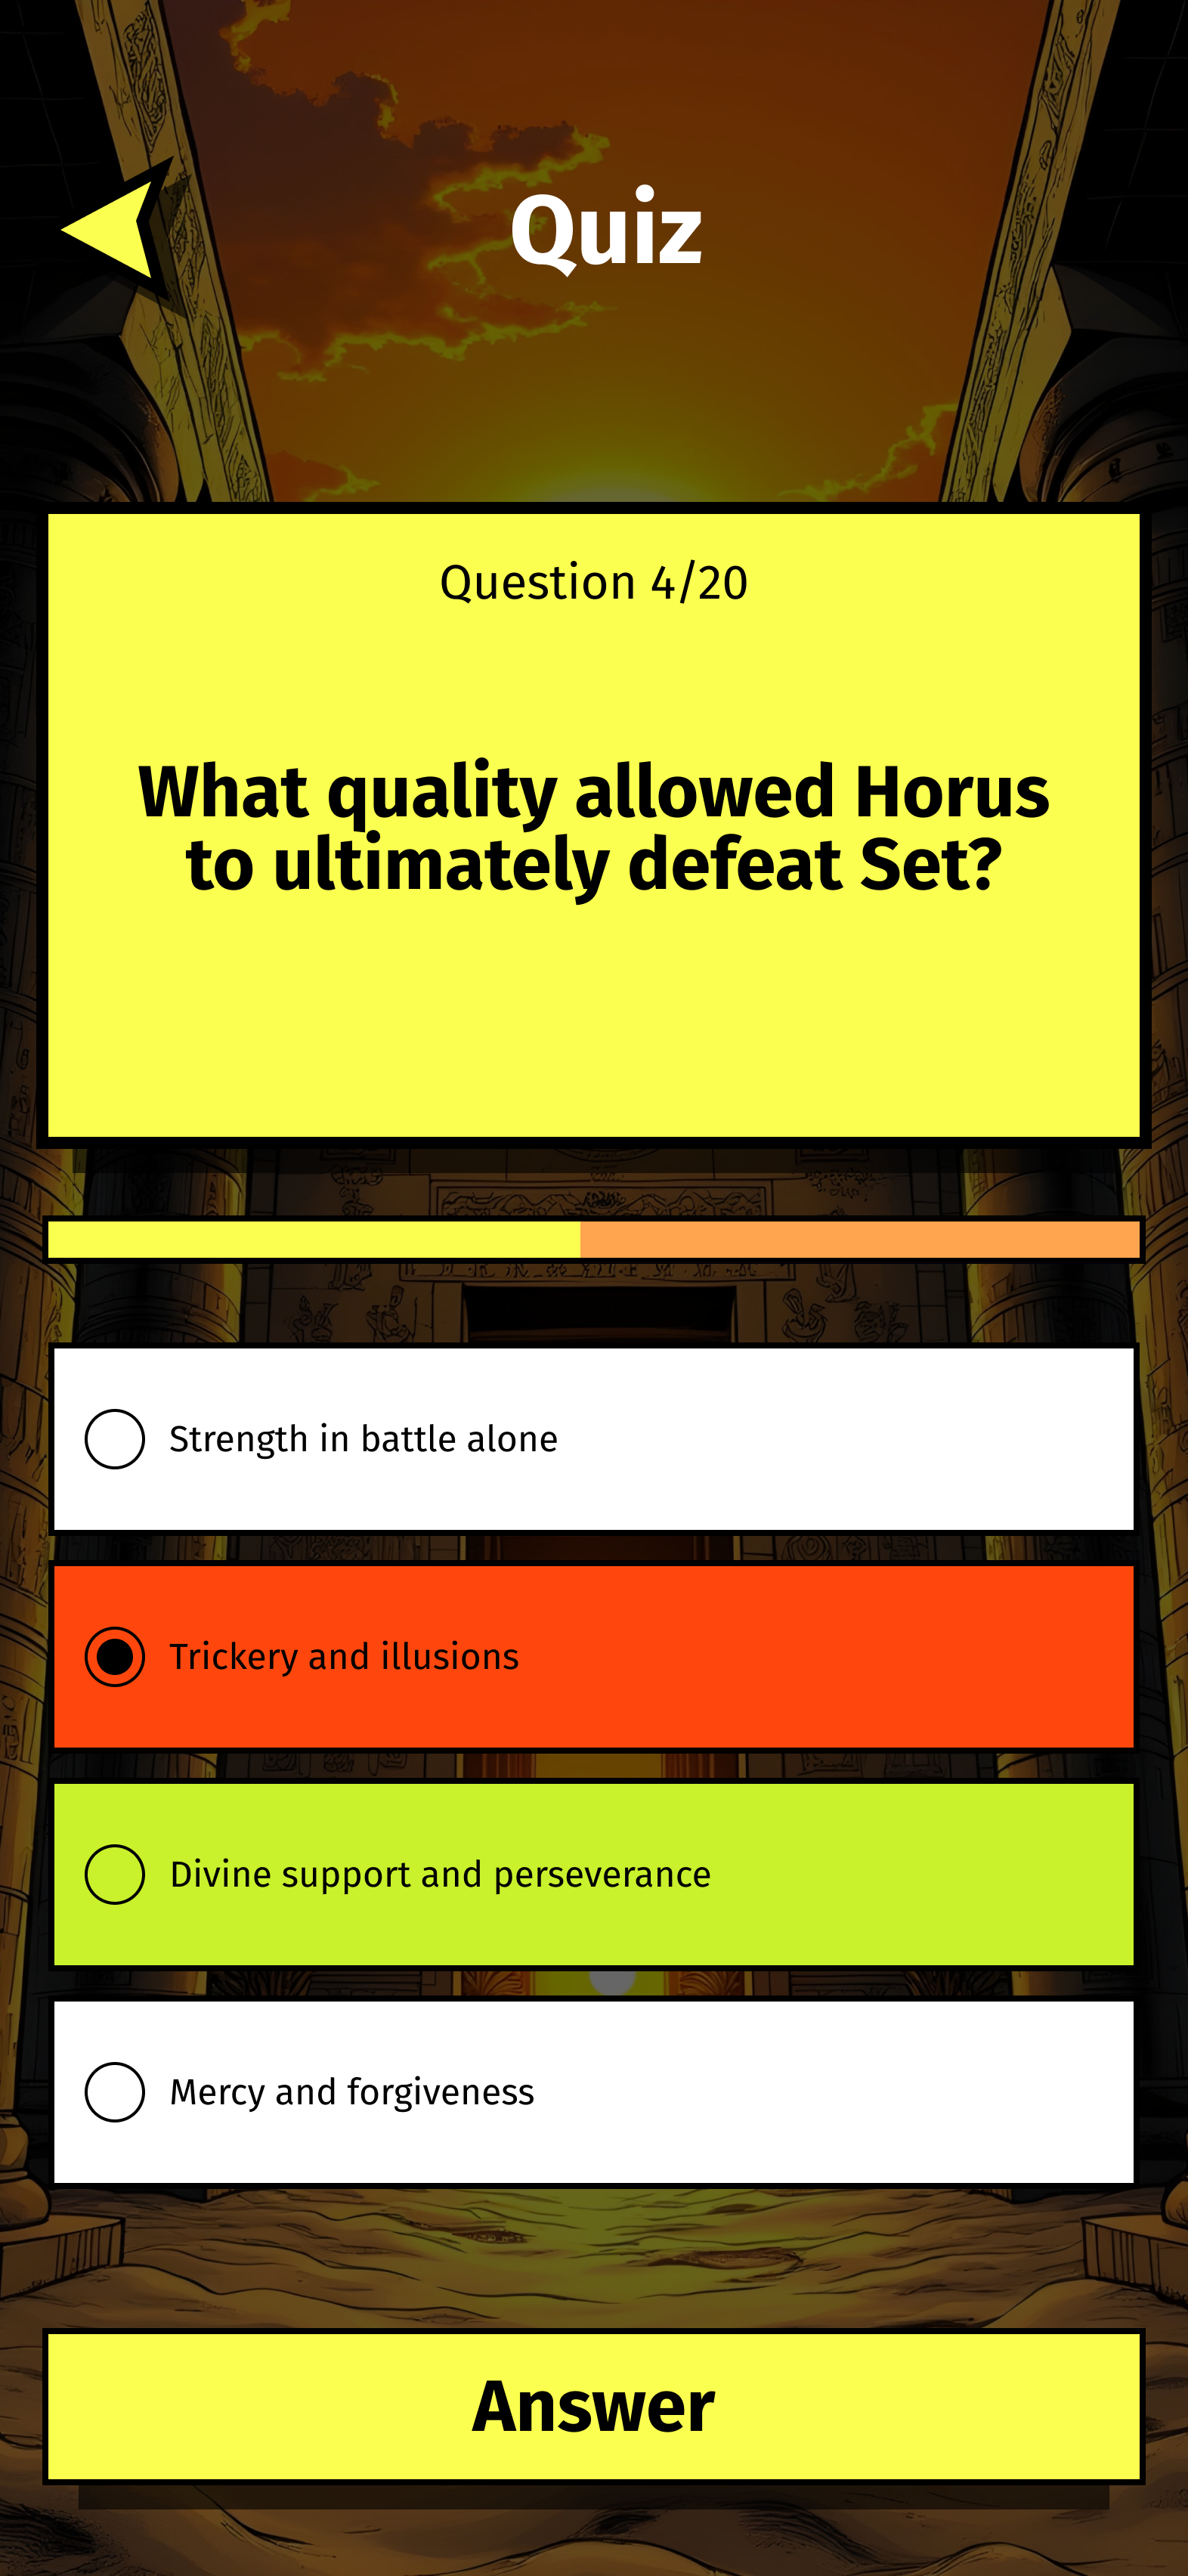 Quiz
Question 4/20
What quality allowed Horus
to ultimately defeat Set?
Strength in battle alone
Trickery and illusions
Divine support and perseverance
Mercy and forgiveness
Answer